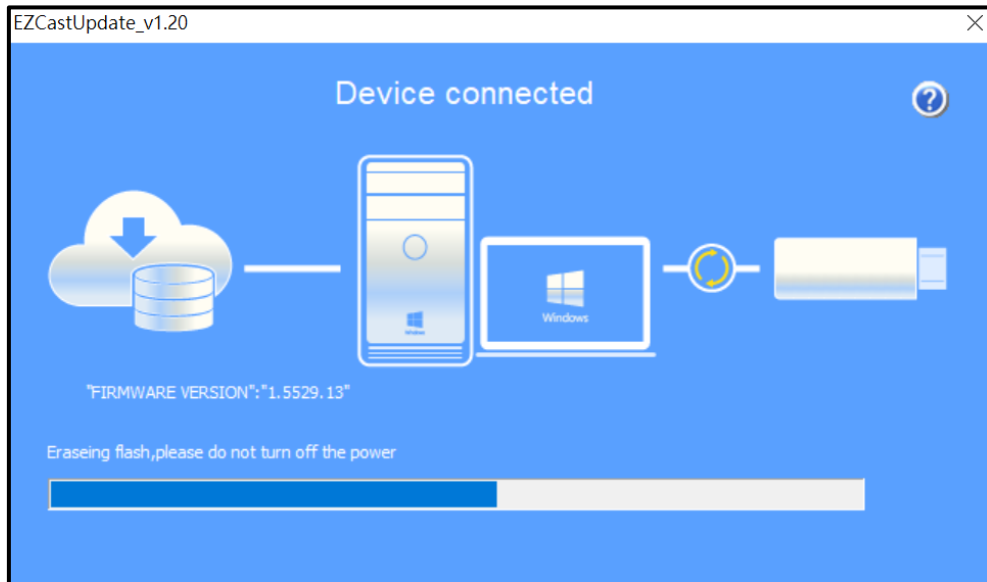 EZCastUpdate_v1.20
Device connected
?
Windows
"FIRMWARE VERSION":"1.5529.13"
Eraseing flash,please do not turn off the power